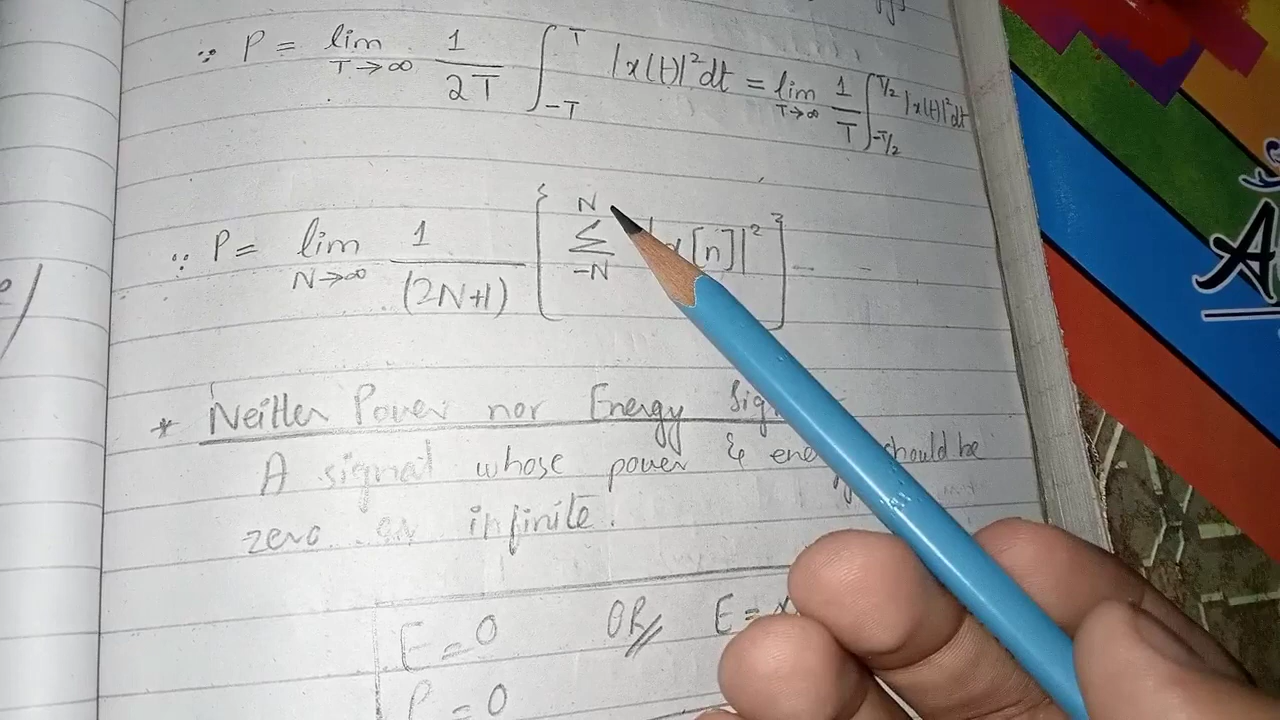 ∵ P = lim T→∞ 1/2T ∫_{-T}^{T} |x(t)|² dt = lim T→∞ 1/T ∫_{-T/2}^{T/2} |x(t)|² dt
∵ P = lim N→∞ 1/(2N+1) [ { Σ_{-N}^{N} [n]|² } ] - -
* Neither Power nor Energy
A signal whose power & should be
zero or infinite.
E = 0 OR// E =
P = 0
A